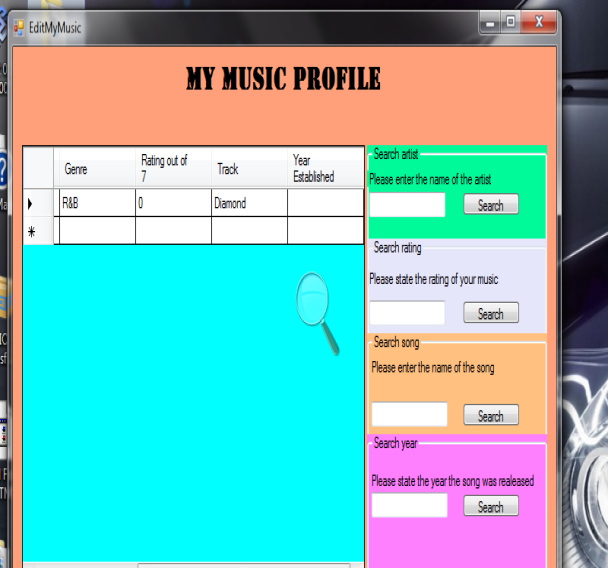 EditMyMusic
MY MUSIC PROFILE
Genre
Rating out of
7
Track
Year
Established
R&B
0
Diamond
Search artist
Please enter the name of the artist
Search
Search rating
Please state the rating of your music
Search
Search song
Please enter the name of the song
Search
Search year
Please state the year the song was realeased
Search